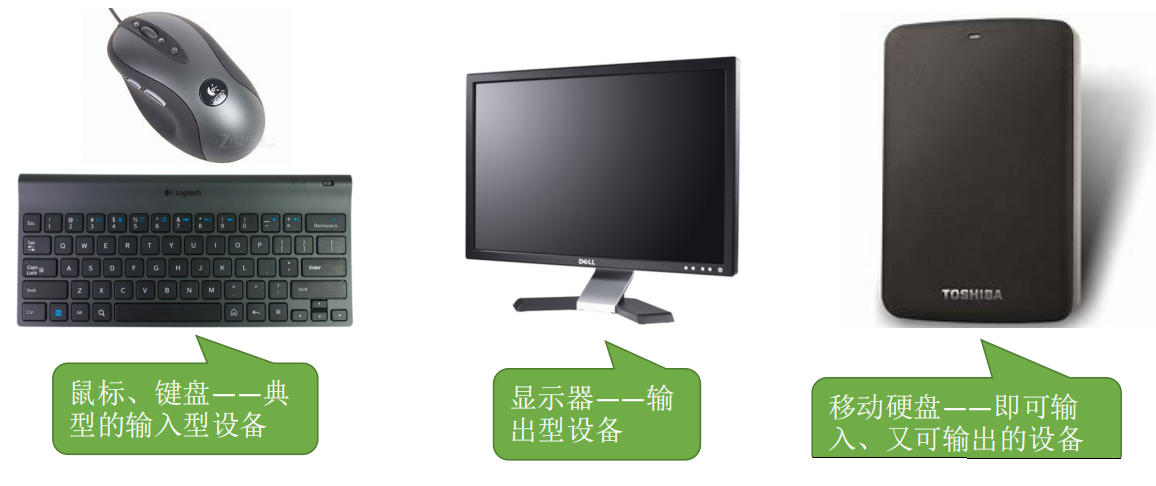 Logitech
DELL
TOSHIBA
鼠标、键盘——典
型的输入型设备
显示器——输
出型设备
移动硬盘——即可输
入、又可输出的设备